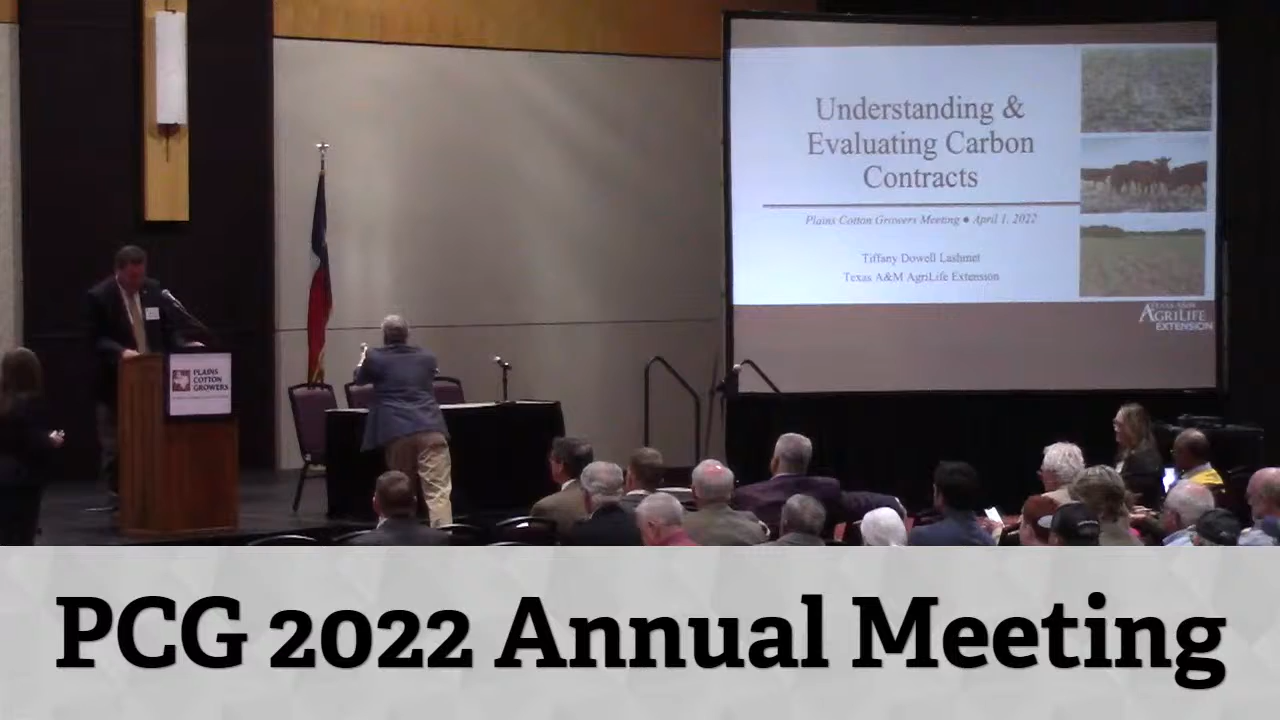 Understanding &
Evaluating Carbon
Contracts
Plains Cotton Growers Meeting ● April 1, 2022
Tiffany Dowell Lashmet
Texas A&M AgriLife Extension
TEXAS A&M
AGRILIFE
EXTENSION
PLAINS
COTTON
GROWERS
PCG 2022 Annual Meeting